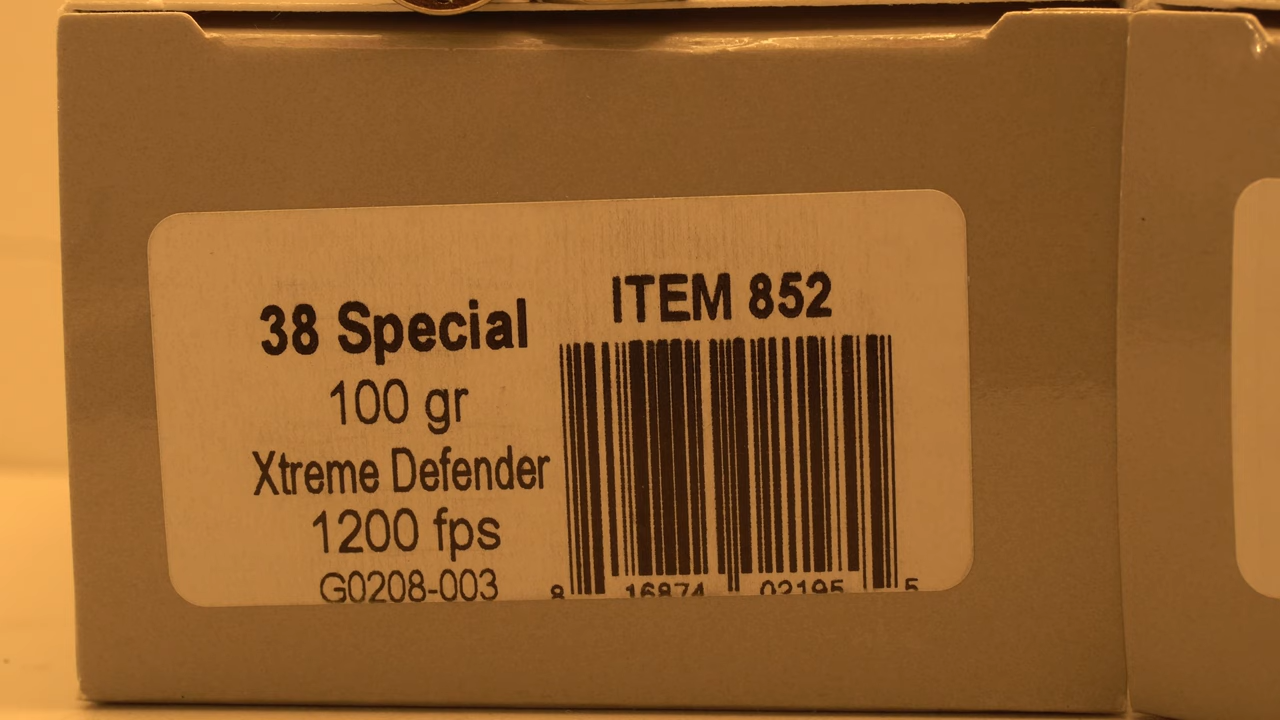 38 Special
100 gr
Xtreme Defender
1200 fps
G0208-003
ITEM 852
8 16874 02195 5